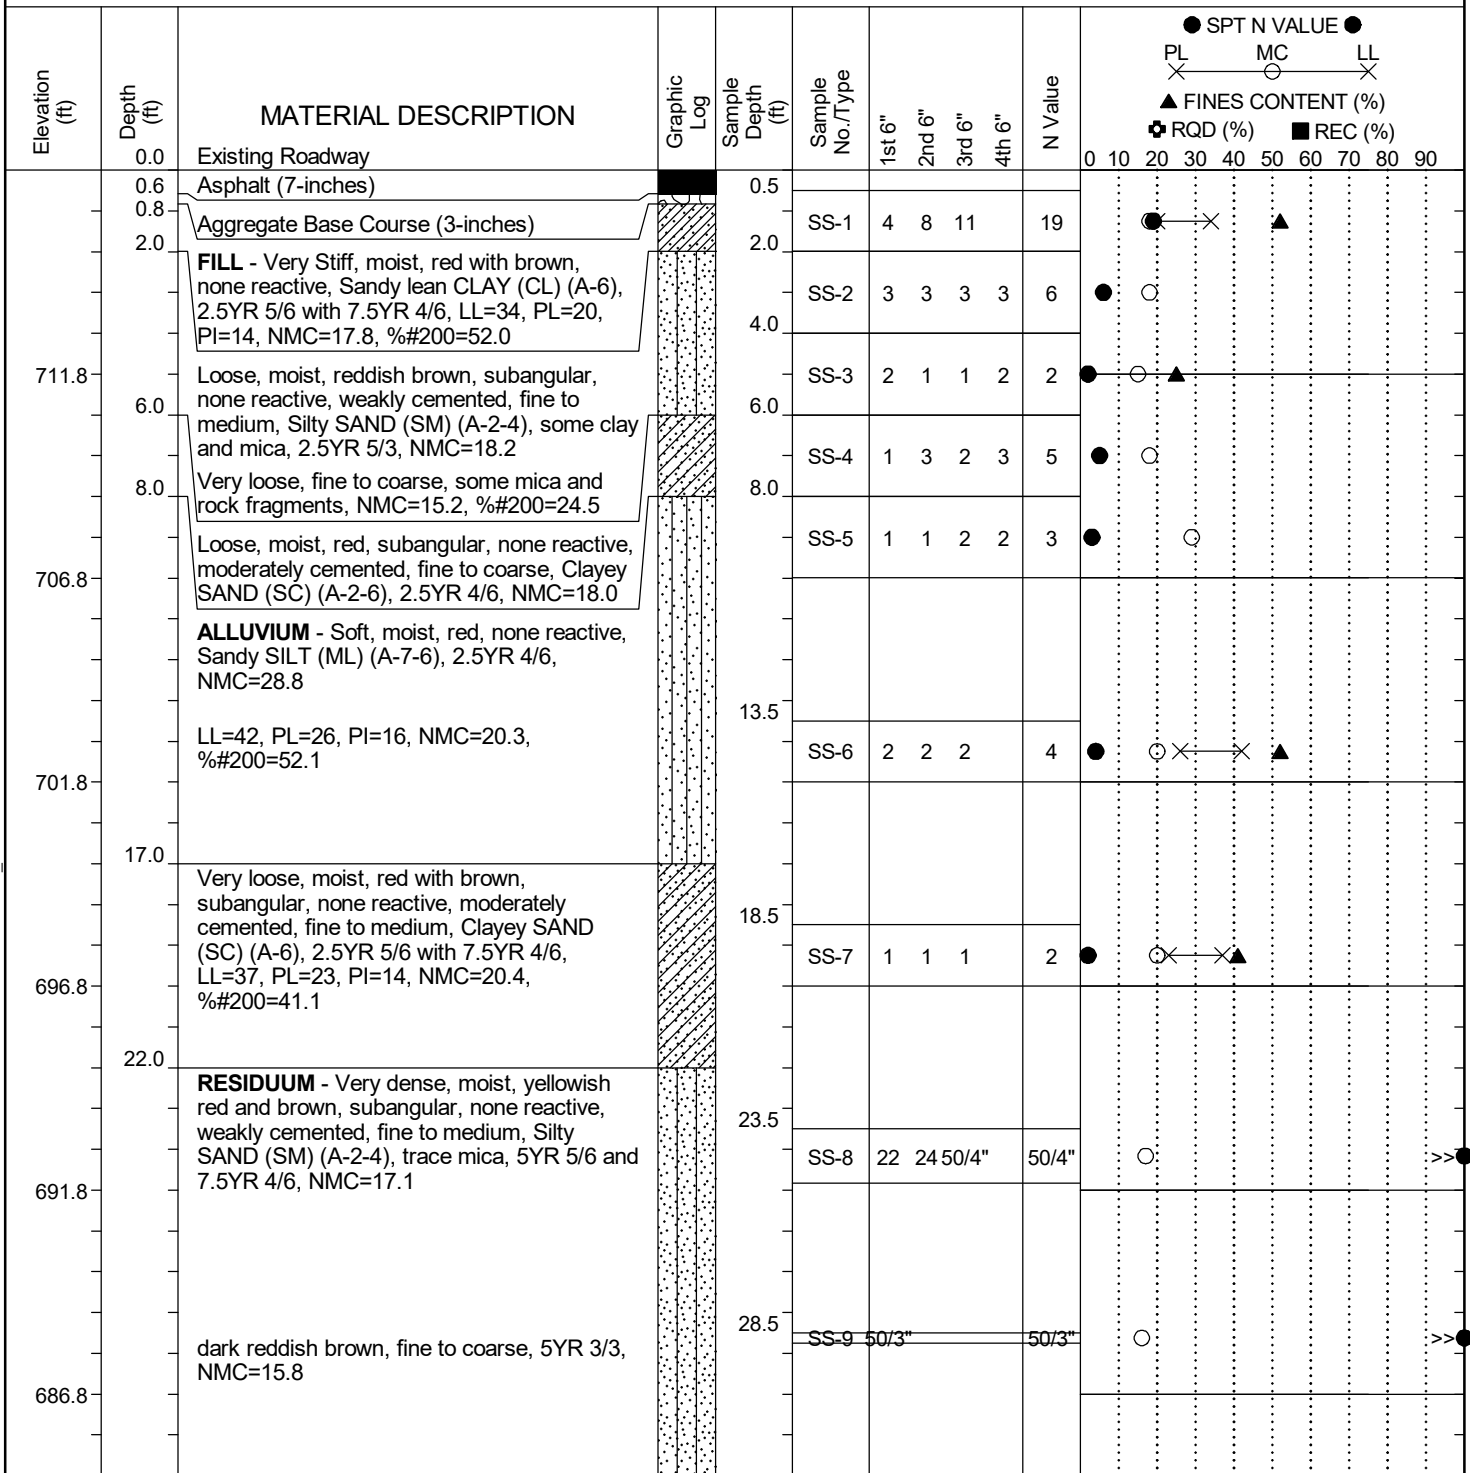 ● SPT N VALUE ●
PL MC LL
▲ FINES CONTENT (%)
RQD (%) ■ REC (%)
Elevation (ft)
Depth (ft)
MATERIAL DESCRIPTION
Graphic Log
Sample Depth (ft)
Sample No./Type
1st 6"
2nd 6"
3rd 6"
4th 6"
N Value
0 10 20 30 40 50 60 70 80 90
0.0 Existing Roadway
0.6 Asphalt (7-inches) 0.5
0.8
Aggregate Base Course (3-inches) SS-1 4 8 11 19
2.0 2.0
FILL - Very Stiff, moist, red with brown,
none reactive, Sandy lean CLAY (CL) (A-6), SS-2 3 3 3 3 6
2.5YR 5/6 with 7.5YR 4/6, LL=34, PL=20,
PI=14, NMC=17.8, %#200=52.0
4.0
711.8 Loose, moist, reddish brown, subangular, SS-3 2 1 1 2 2
none reactive, weakly cemented, fine to
6.0 medium, Silty SAND (SM) (A-2-4), some clay 6.0
and mica, 2.5YR 5/3, NMC=18.2
SS-4 1 3 2 3 5
Very loose, fine to coarse, some mica and
8.0 rock fragments, NMC=15.2, %#200=24.5 8.0
Loose, moist, red, subangular, none reactive, SS-5 1 1 2 2 3
moderately cemented, fine to coarse, Clayey
706.8 SAND (SC) (A-2-6), 2.5YR 4/6, NMC=18.0
ALLUVIUM - Soft, moist, red, none reactive,
Sandy SILT (ML) (A-7-6), 2.5YR 4/6,
NMC=28.8
13.5
LL=42, PL=26, PI=16, NMC=20.3,
%#200=52.1 SS-6 2 2 2 4
701.8
17.0
Very loose, moist, red with brown,
subangular, none reactive, moderately
cemented, fine to medium, Clayey SAND 18.5
(SC) (A-6), 2.5YR 5/6 with 7.5YR 4/6, SS-7 1 1 1 2
LL=37, PL=23, PI=14, NMC=20.4,
696.8 %#200=41.1
22.0
RESIDUUM - Very dense, moist, yellowish
red and brown, subangular, none reactive, 23.5
weakly cemented, fine to medium, Silty
SAND (SM) (A-2-4), trace mica, 5YR 5/6 and SS-8 22 24 50/4" 50/4" >>
691.8 7.5YR 4/6, NMC=17.1
28.5
dark reddish brown, fine to coarse, 5YR 3/3, SS-9 50/3" 50/3" >>
NMC=15.8
686.8